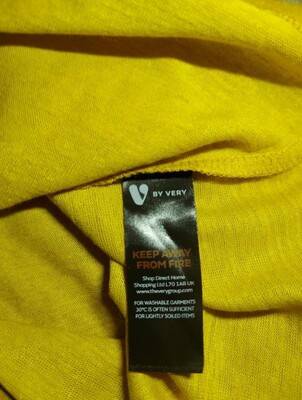 V BY VERY
KEEP AWAY
FROM FIRE
Shop Direct Home
Shopping Ltd L70 1AB UK
www.theverygroup.com
FOR WASHABLE GARMENTS
30°C IS OFTEN SUFFICIENT
FOR LIGHTLY SOILED ITEMS